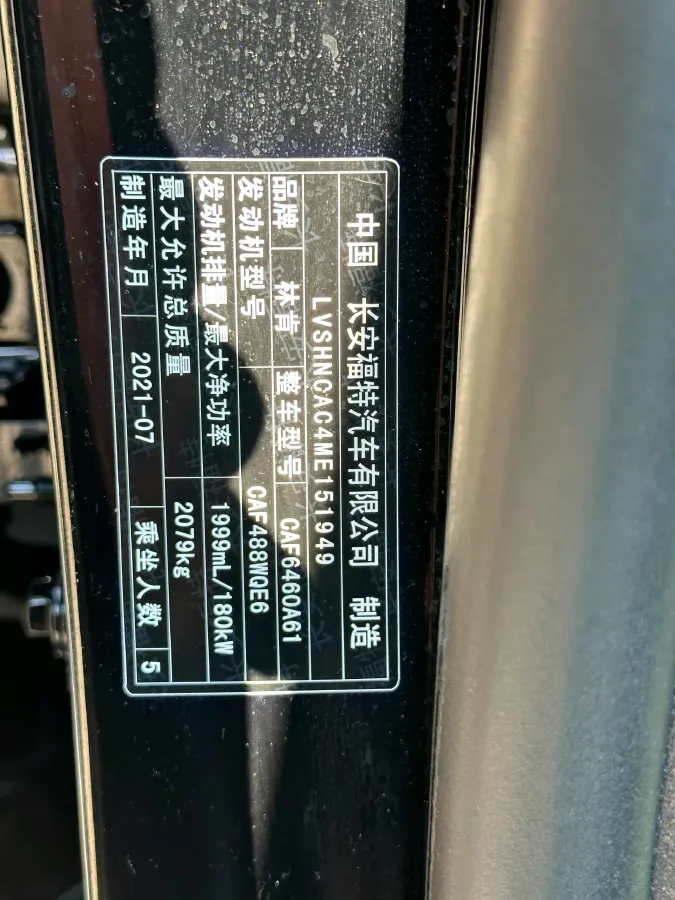 中国 长安福特汽车有限公司 制造
LVSHNCAC4ME151949
品牌 林肯 整车型号 CAF6460A61
发动机型号 CAF488WQE6
发动机排量/最大净功率 1999mL/180kW
最大允许总质量 2079kg
制造年月 2021-07 乘坐人数 5